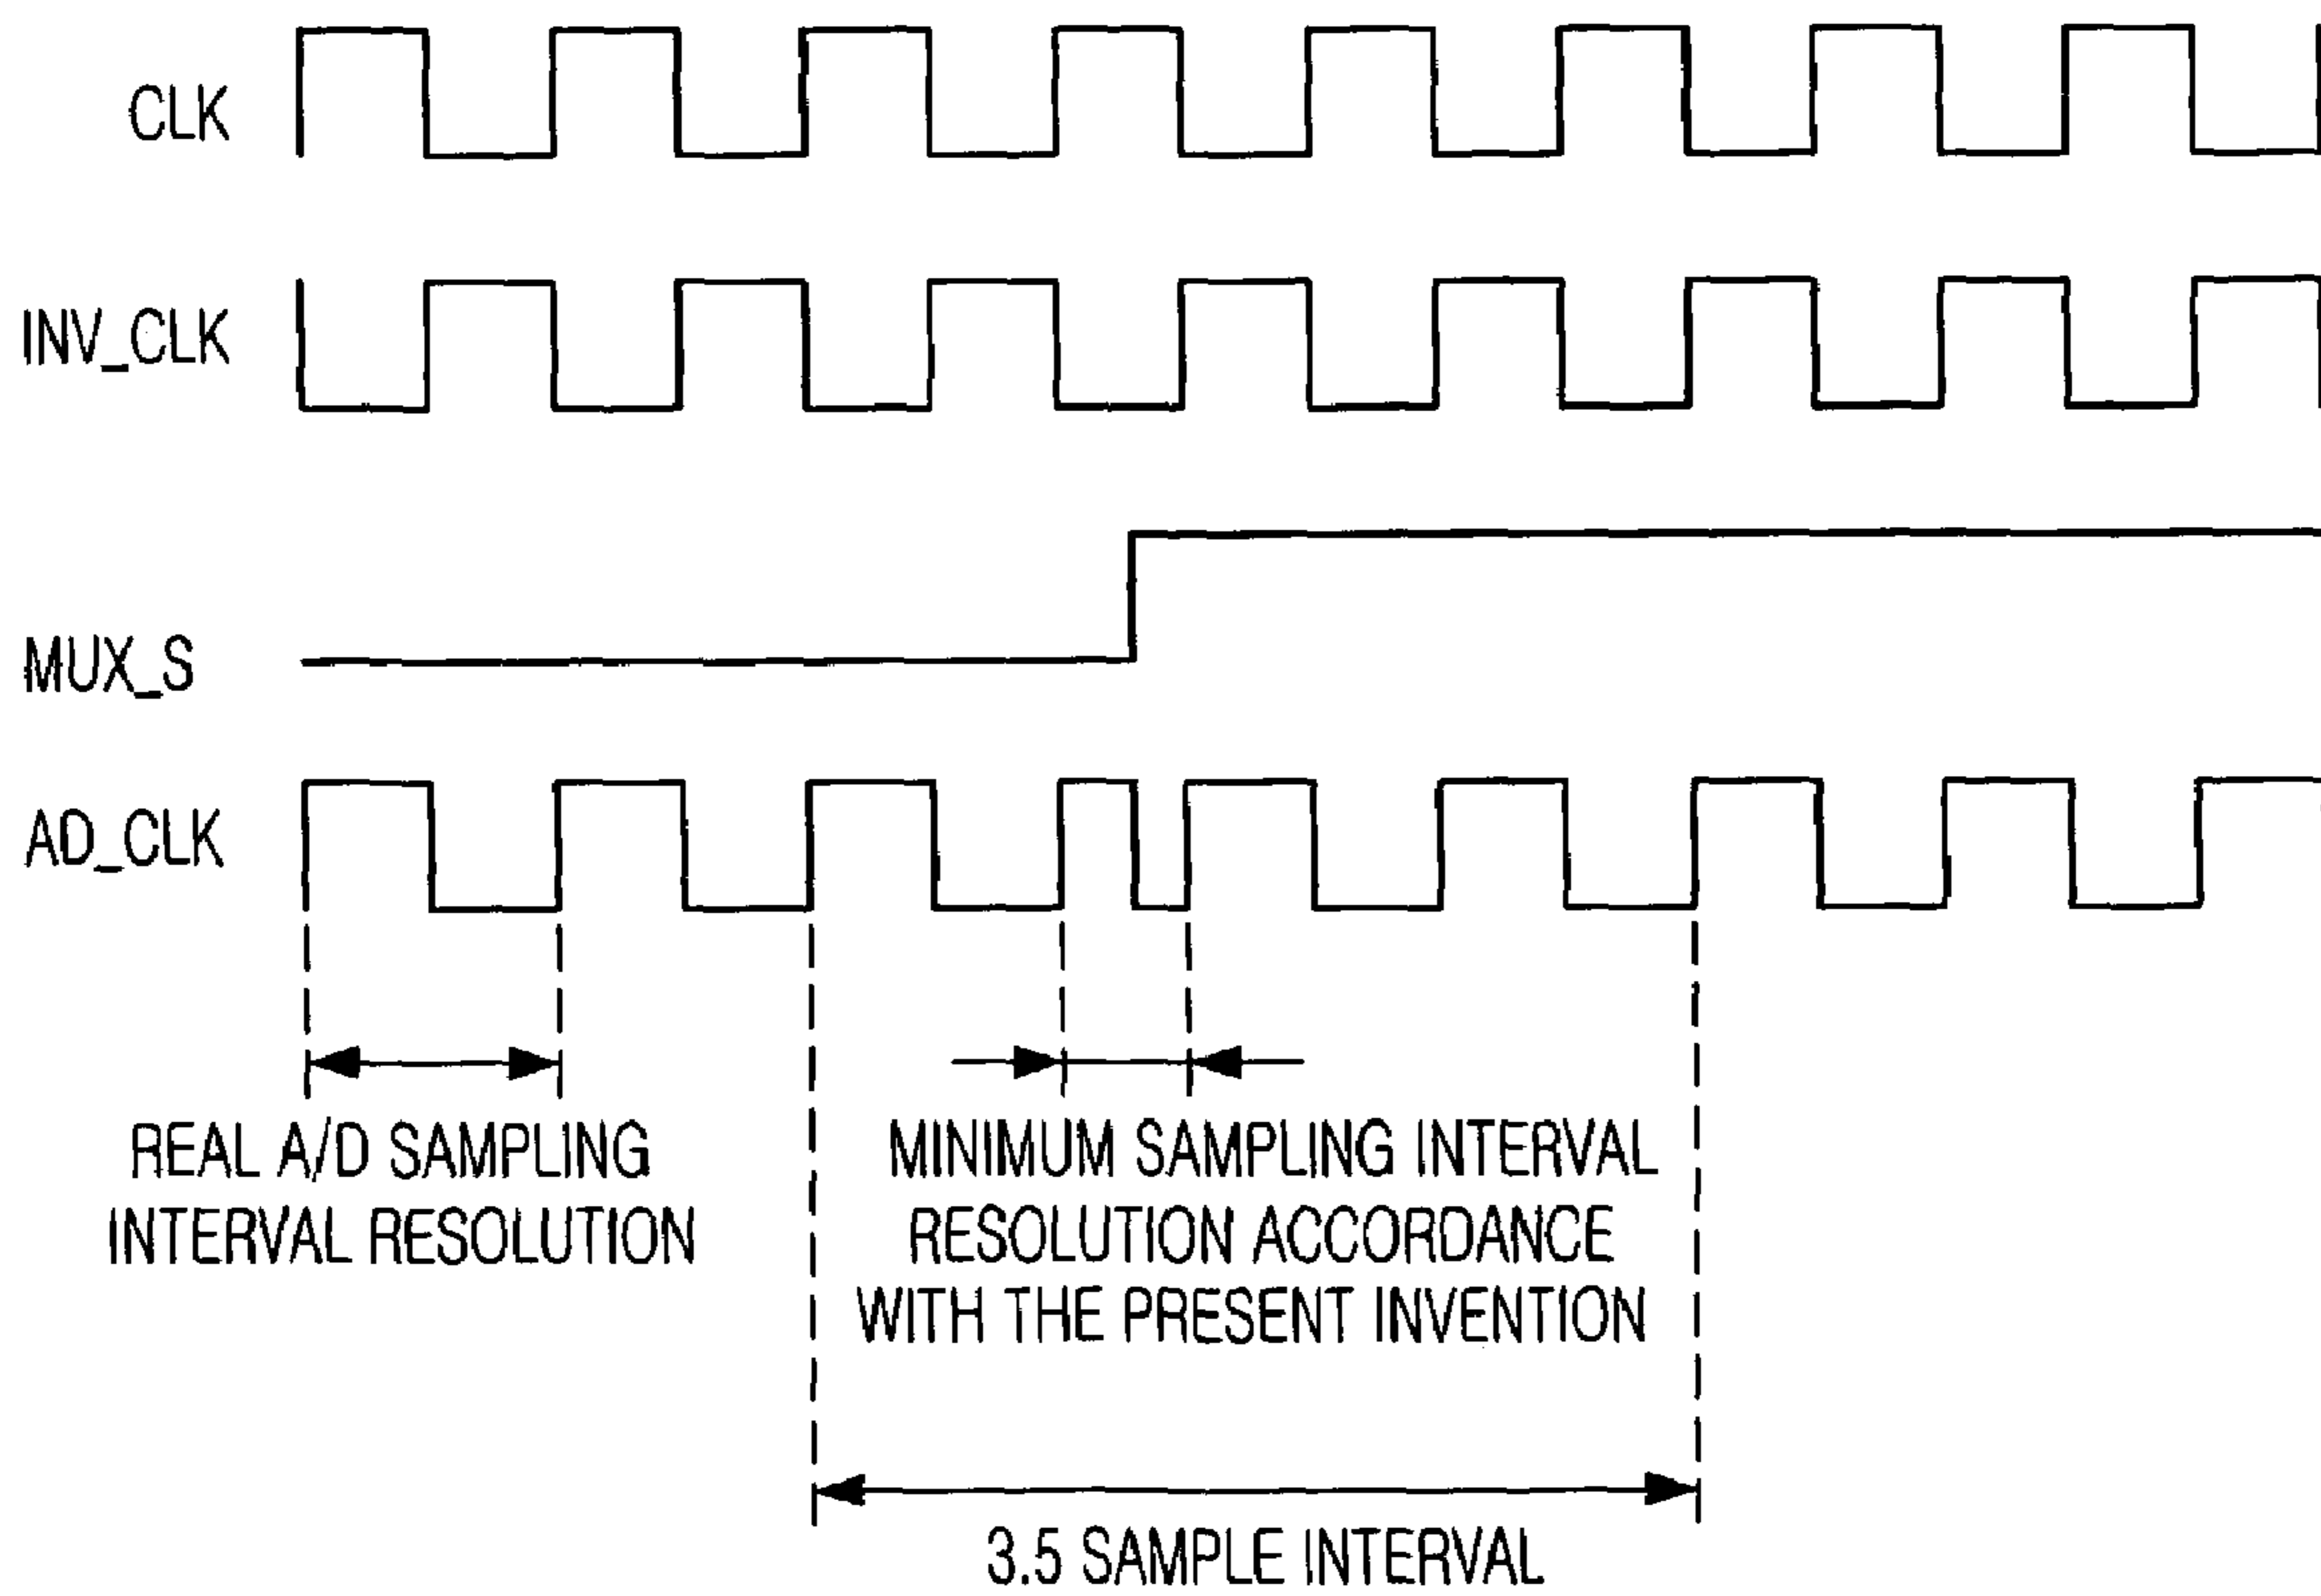 CLK
INV_CLK
MUX_S
AD_CLK
REAL A/D SAMPLING
INTERVAL RESOLUTION
MINIMUM SAMPLING INTERVAL
RESOLUTION ACCORDANCE
WITH THE PRESENT INVENTION
3.5 SAMPLE INTERVAL